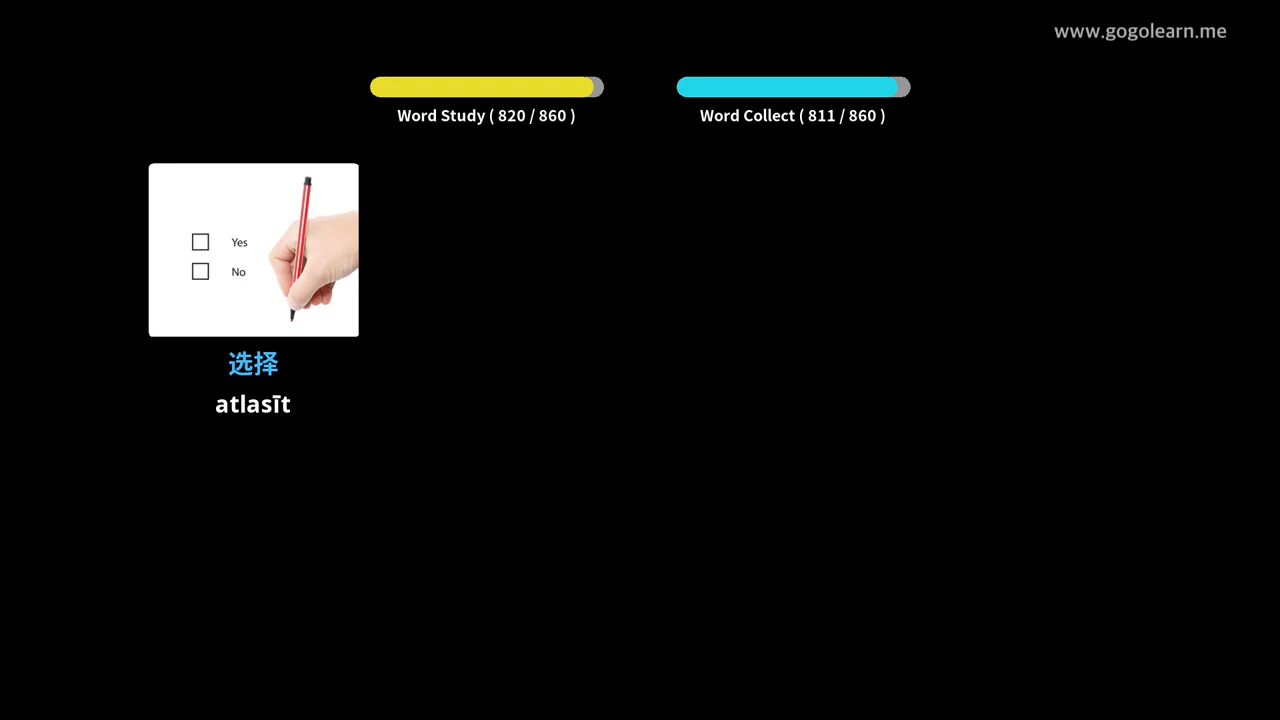 www.gogolearn.me
Word Study ( 820 / 860 )
Word Collect ( 811 / 860 )
Yes
No
选择
atlasīt